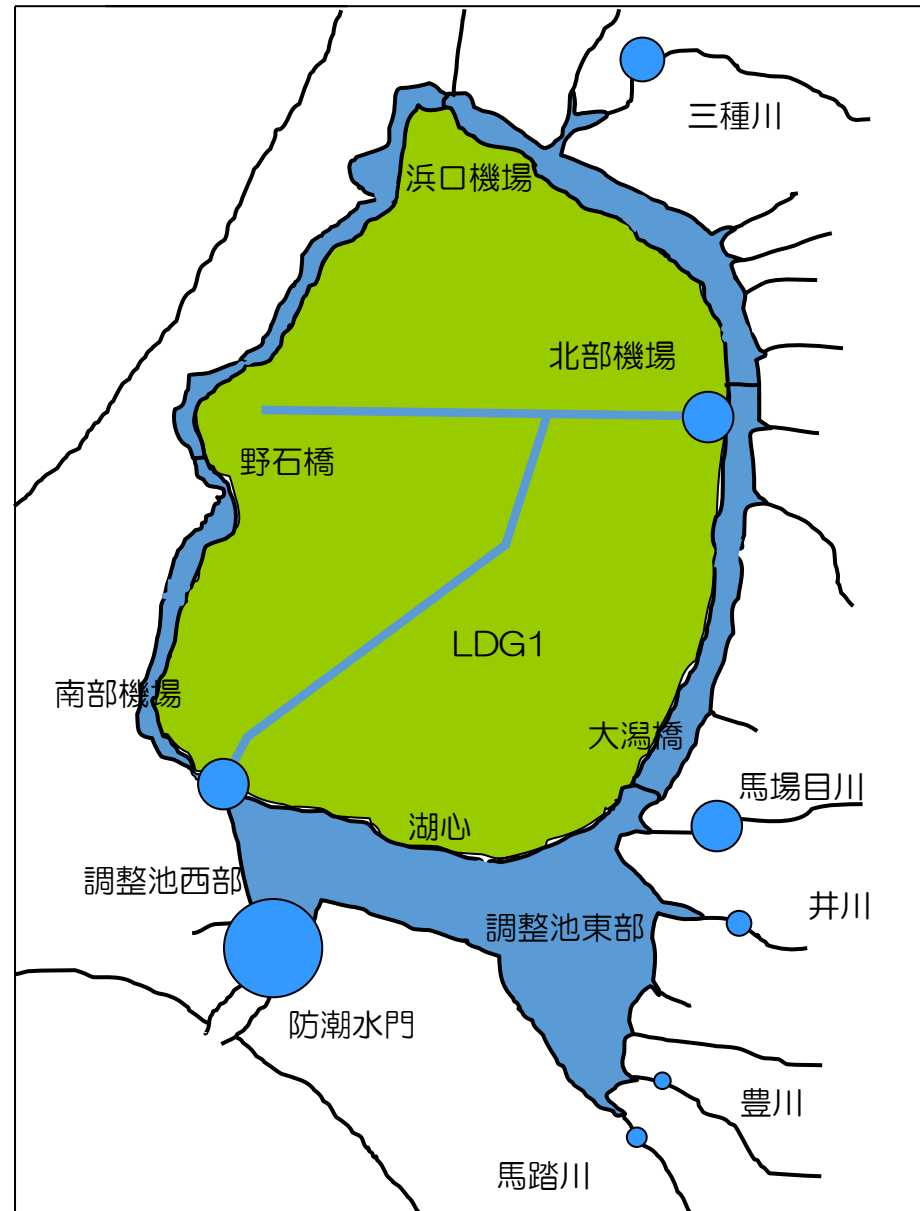 三種川
浜口機場
北部機場
野石橋
LDG1
南部機場
大潟橋
馬場目川
湖心
調整池西部
井川
調整池東部
防潮水門
豊川
馬踏川